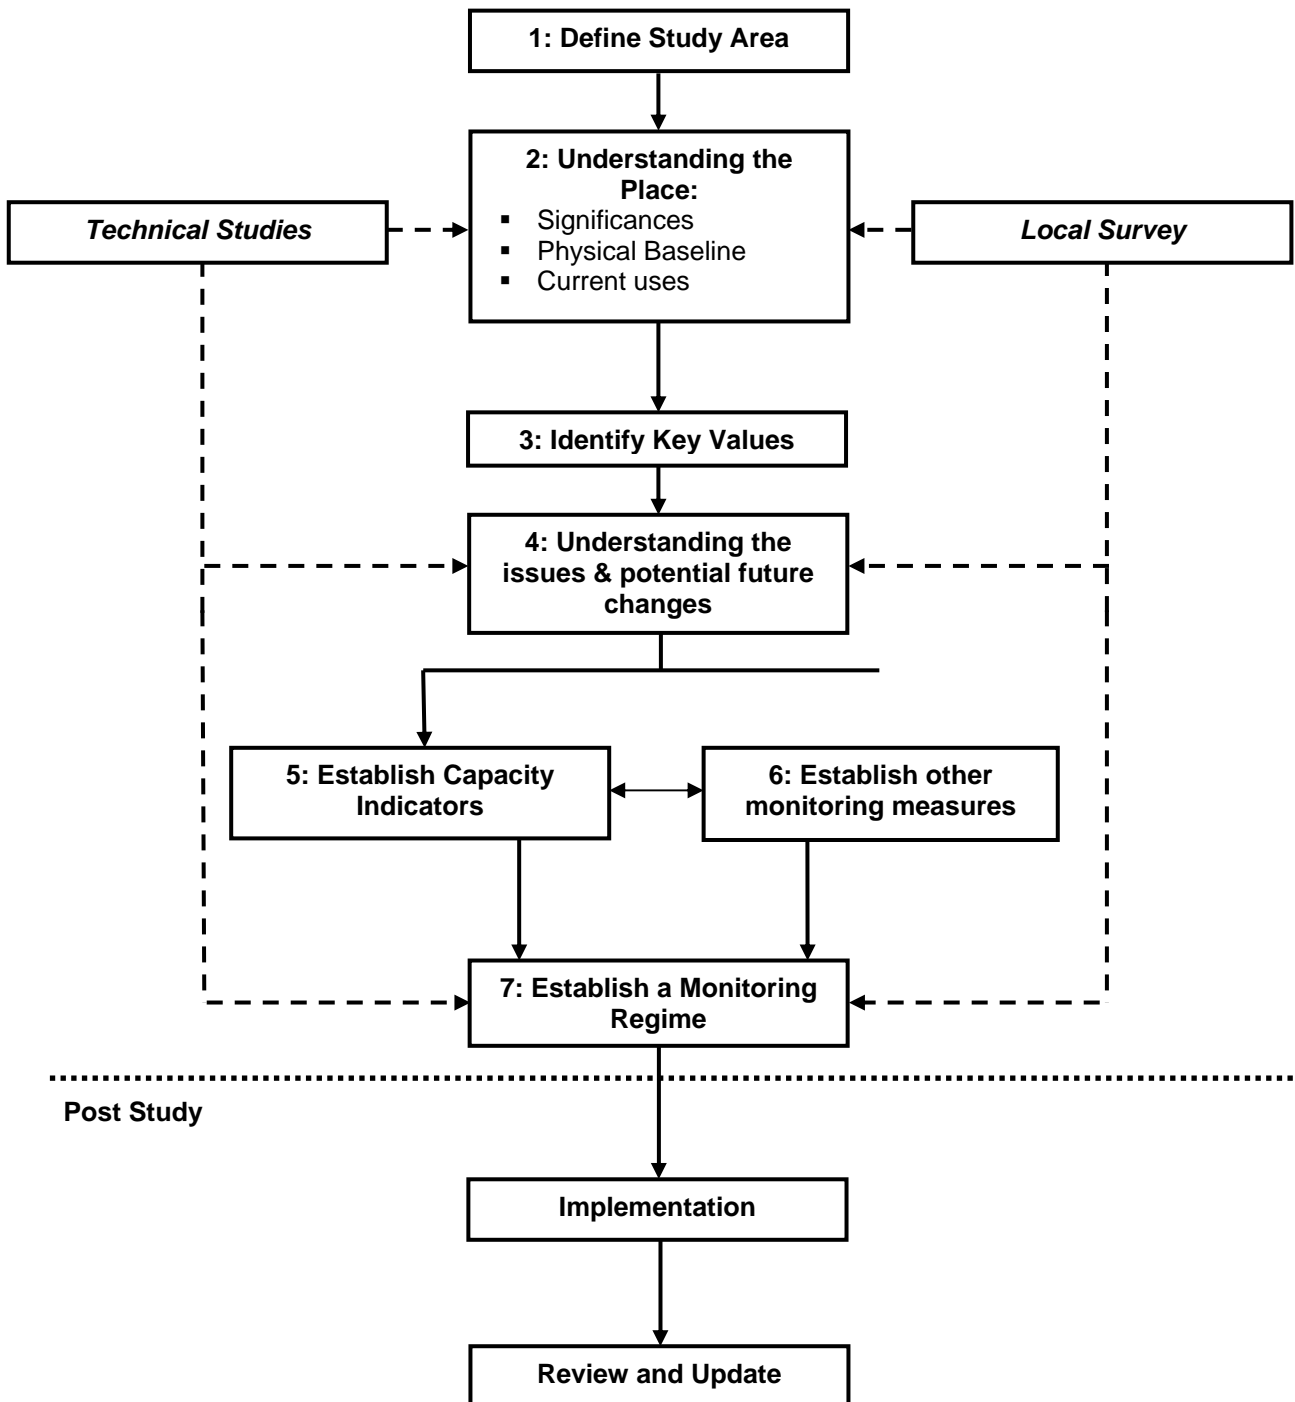 1: Define Study Area
2: Understanding the
Place:
▪ Significances
▪ Physical Baseline
▪ Current uses
Technical Studies
Local Survey
3: Identify Key Values
4: Understanding the
issues & potential future
changes
5: Establish Capacity
Indicators
6: Establish other
monitoring measures
7: Establish a Monitoring
Regime
Post Study
Implementation
Review and Update